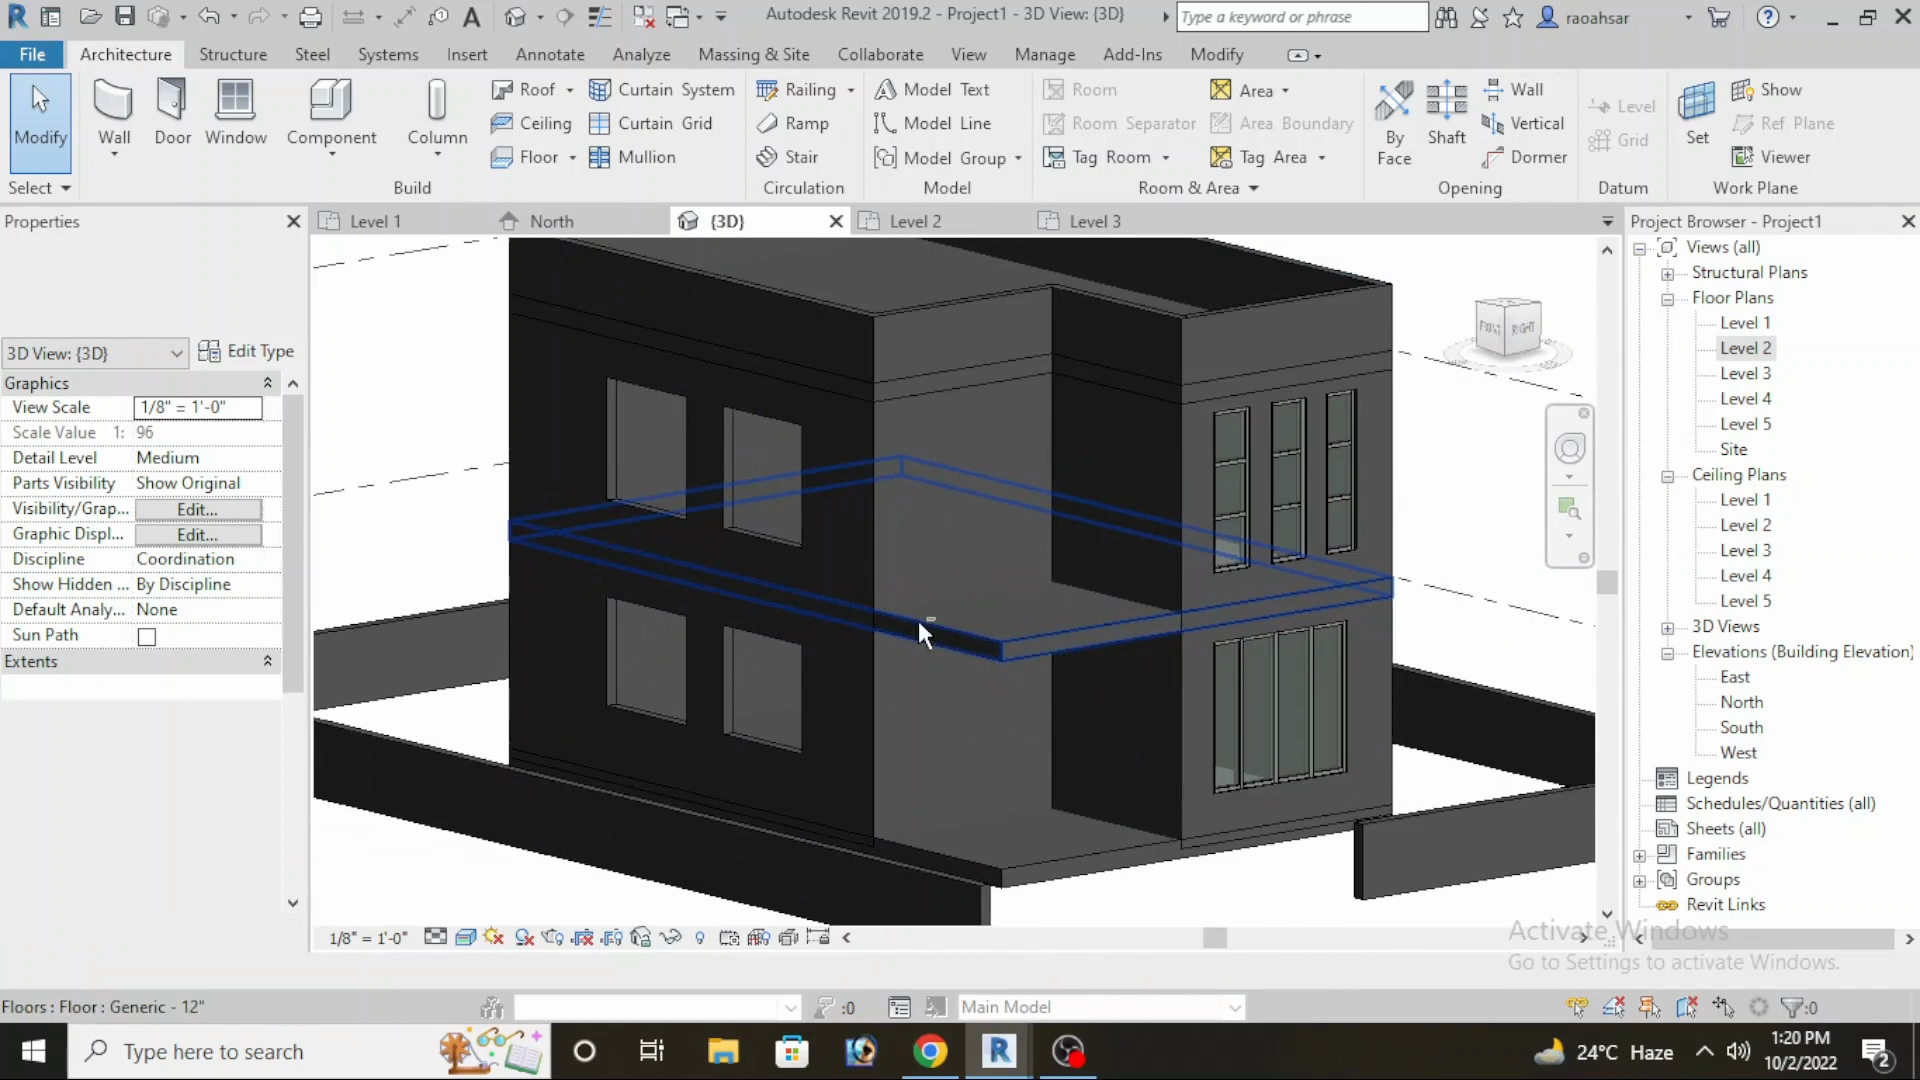 Autodesk Revit 2019.2 - Project1 - 3D View: {3D}
Type a keyword or phrase
raoahsar
File Architecture Structure Steel Systems Insert Annotate Analyze Massing & Site Collaborate View Manage Add-Ins Modify
Modify
Wall
Door
Window
Component
Column
Roof
Ceiling
Floor
Curtain System
Curtain Grid
Mullion
Railing
Ramp
Stair
Model Text
Model Line
Model Group
Room
Room Separator
Tag Room
Area
Area Boundary
Tag Area
By
Face
Shaft
Wall
Vertical
Dormer
Level
Grid
Set
Show
Ref Plane
Viewer
Select
Build
Circulation
Model
Room & Area
Opening
Datum
Work Plane
Properties
Level 1
North
{3D}
Level 2
Level 3
Project Browser - Project1
3D View: {3D}
Edit Type
Graphics
View Scale 1/8" = 1'-0"
Scale Value 1: 96
Detail Level Medium
Parts Visibility Show Original
Visibility/Grap... Edit...
Graphic Displ... Edit...
Discipline Coordination
Show Hidden ... By Discipline
Default Analy... None
Sun Path
Extents
FRONT RIGHT
Views (all)
Structural Plans
Floor Plans
Level 1
Level 2
Level 3
Level 4
Level 5
Site
Ceiling Plans
Level 1
Level 2
Level 3
Level 4
Level 5
3D Views
Elevations (Building Elevation)
East
North
South
West
Legends
Schedules/Quantities (all)
Sheets (all)
Families
Groups
Revit Links
1/8" = 1'-0"
Activate Windows
Go to Settings to activate Windows.
Floors : Floor : Generic - 12"
:0
Main Model
:0
Type here to search
24°C Haze
1:20 PM
10/2/2022
2